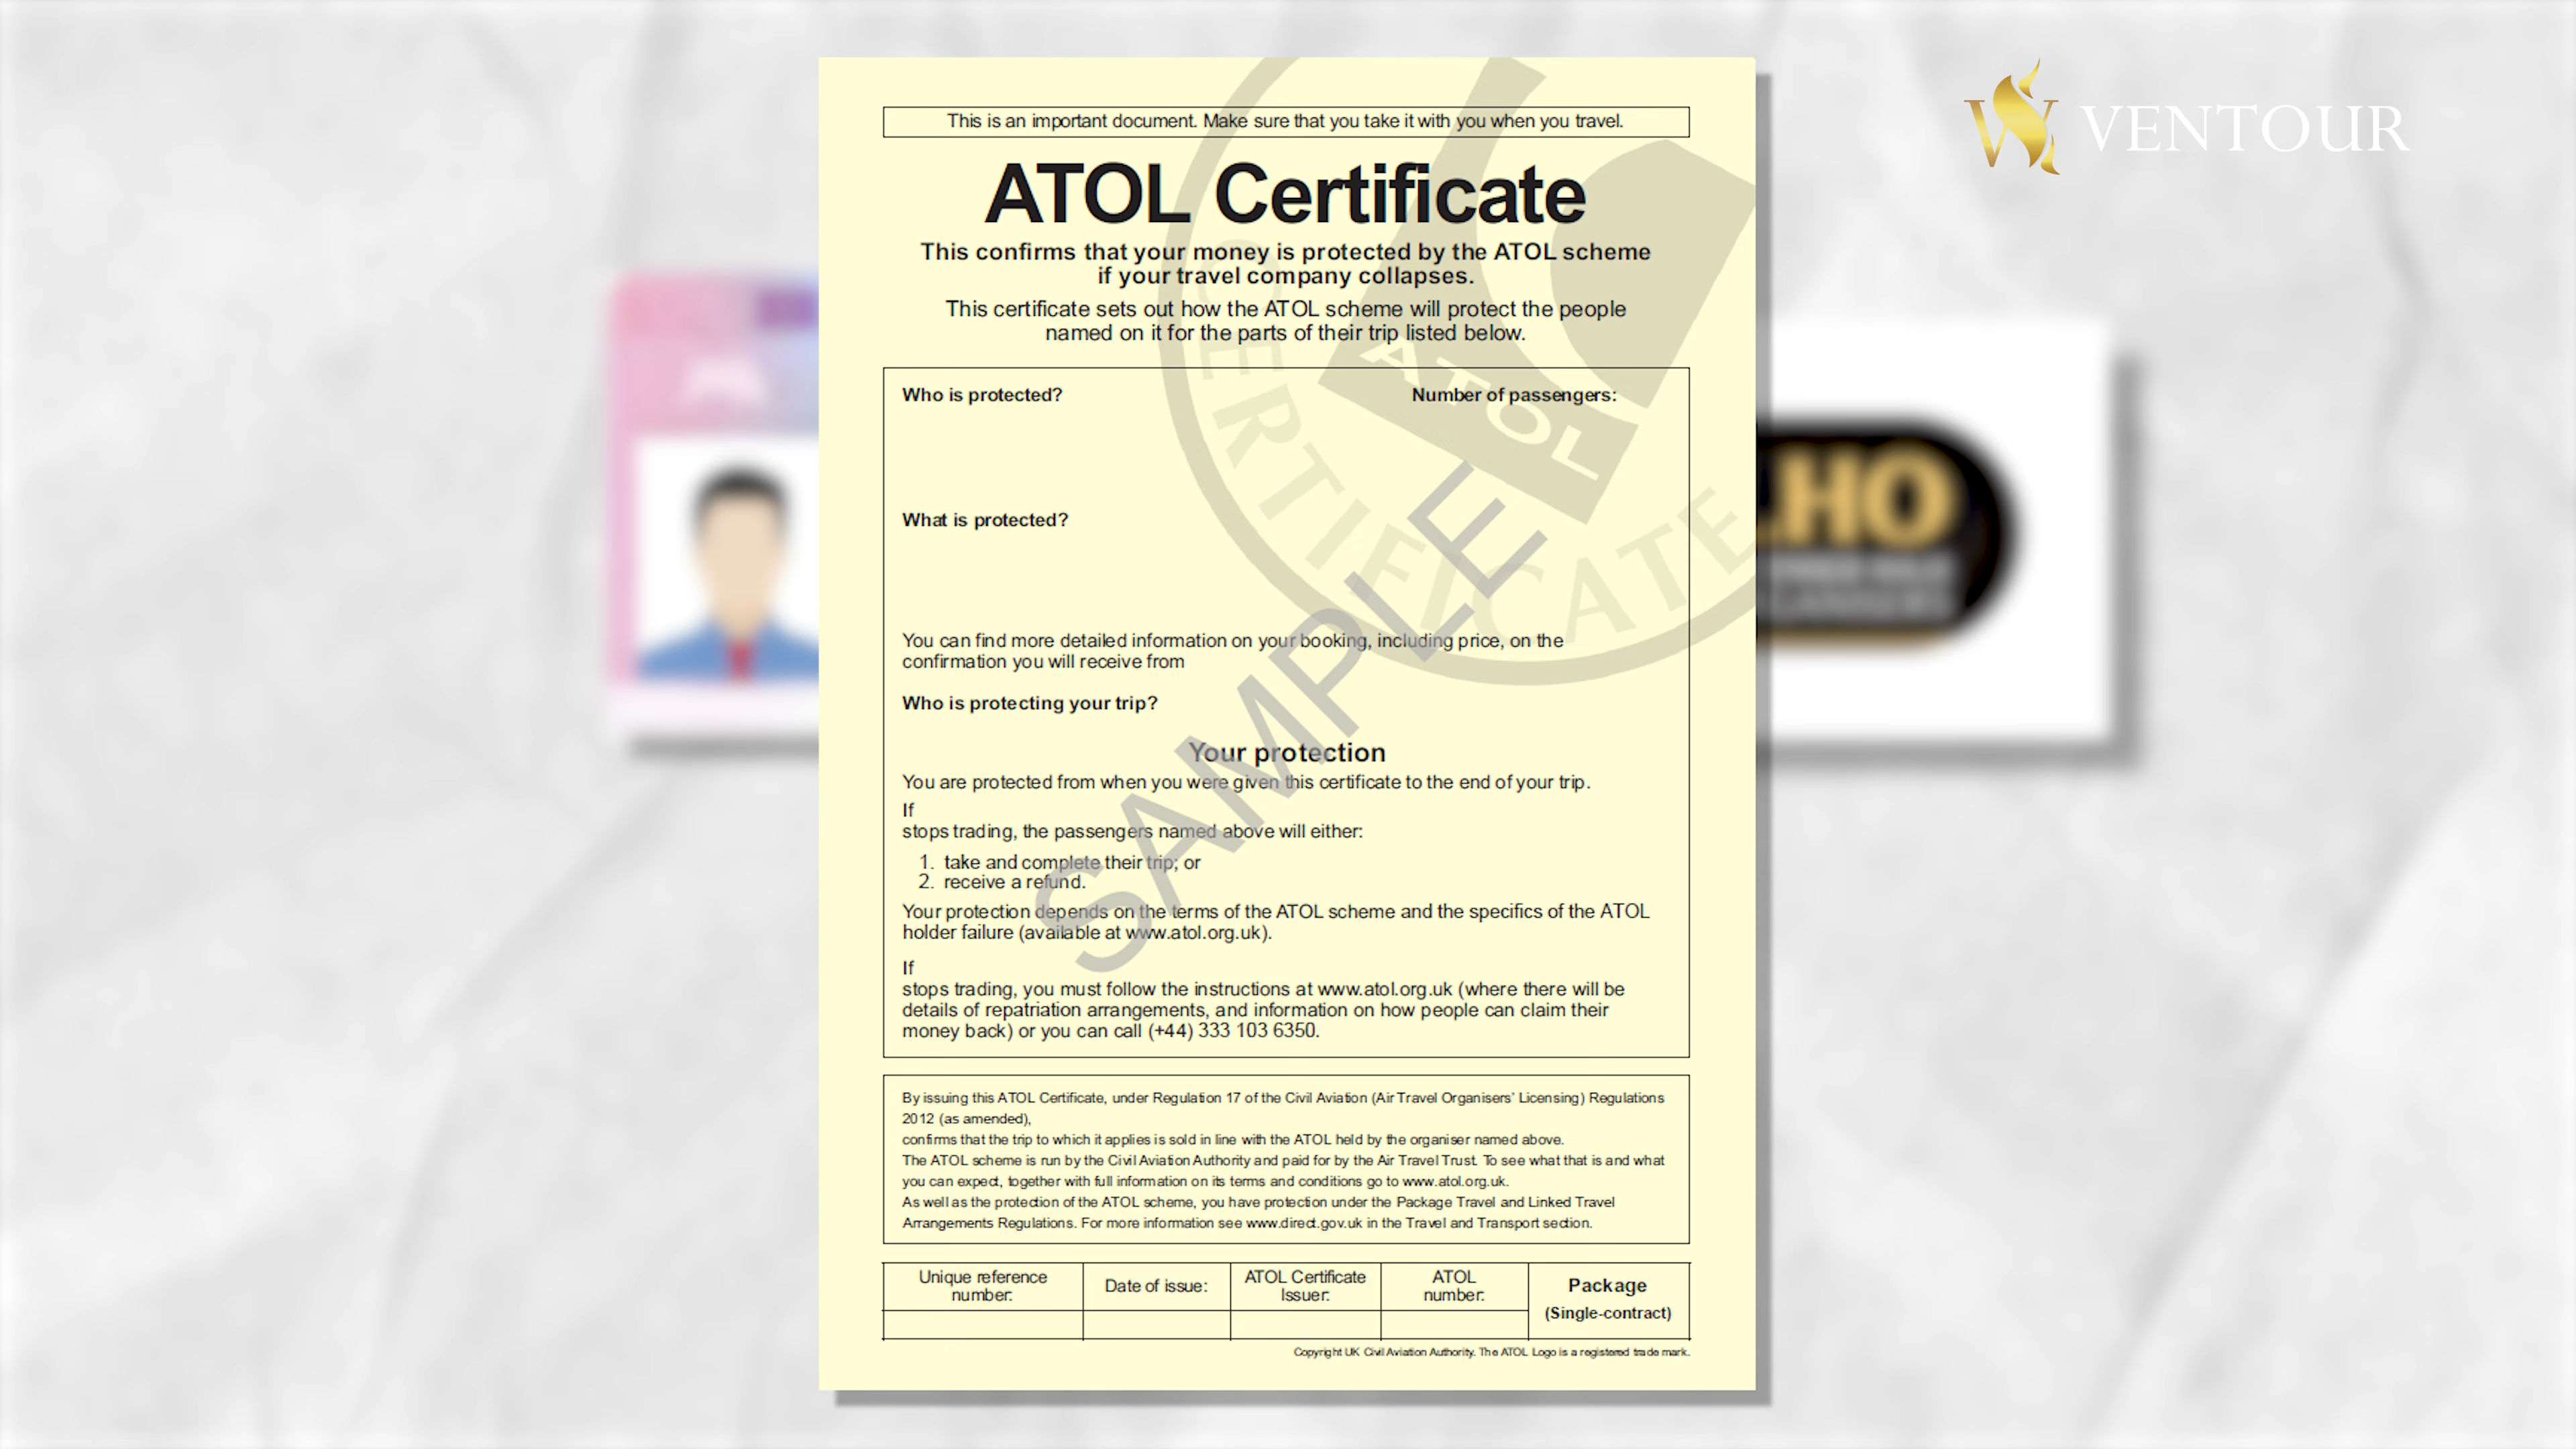 VENTOUR
This is an important document. Make sure that you take it with you when you travel.
ATOL Certificate
This confirms that your money is protected by the ATOL scheme
if your travel company collapses.
This certificate sets out how the ATOL scheme will protect the people
named on it for the parts of their trip listed below.
Who is protected?
Number of passengers:
What is protected?
You can find more detailed information on your booking, including price, on the
confirmation you will receive from
Who is protecting your trip?
Your protection
You are protected from when you were given this certificate to the end of your trip.
If
stops trading, the passengers named above will either:
1. take and complete their trip; or
2. receive a refund.
Your protection depends on the terms of the ATOL scheme and the specifics of the ATOL
holder failure (available at www.atol.org.uk).
If
stops trading, you must follow the instructions at www.atol.org.uk (where there will be
details of repatriation arrangements, and information on how people can claim their
money back) or you can call (+44) 333 103 6350.
By issuing this ATOL Certificate, under Regulation 17 of the Civil Aviation (Air Travel Organisers' Licensing) Regulations
2012 (as amended),
confirms that the trip to which it applies is sold in line with the ATOL held by the organiser named above.
The ATOL scheme is run by the Civil Aviation Authority and paid for by the Air Travel Trust. To see what that is and what
you can expect, together with full information on its terms and conditions go to www.atol.org.uk.
As well as the protection of the ATOL scheme, you have protection under the Package Travel and Linked Travel
Arrangements Regulations. For more information see www.direct.gov.uk in the Travel and Transport section.
Unique reference
number:
Date of issue:
ATOL Certificate
Issuer:
ATOL
number:
Package
(Single-contract)
Copyright UK Civil Aviation Authority. The ATOL Logo is a registered trade mark.
ATOL
CERTIFICATE
SAMPLE